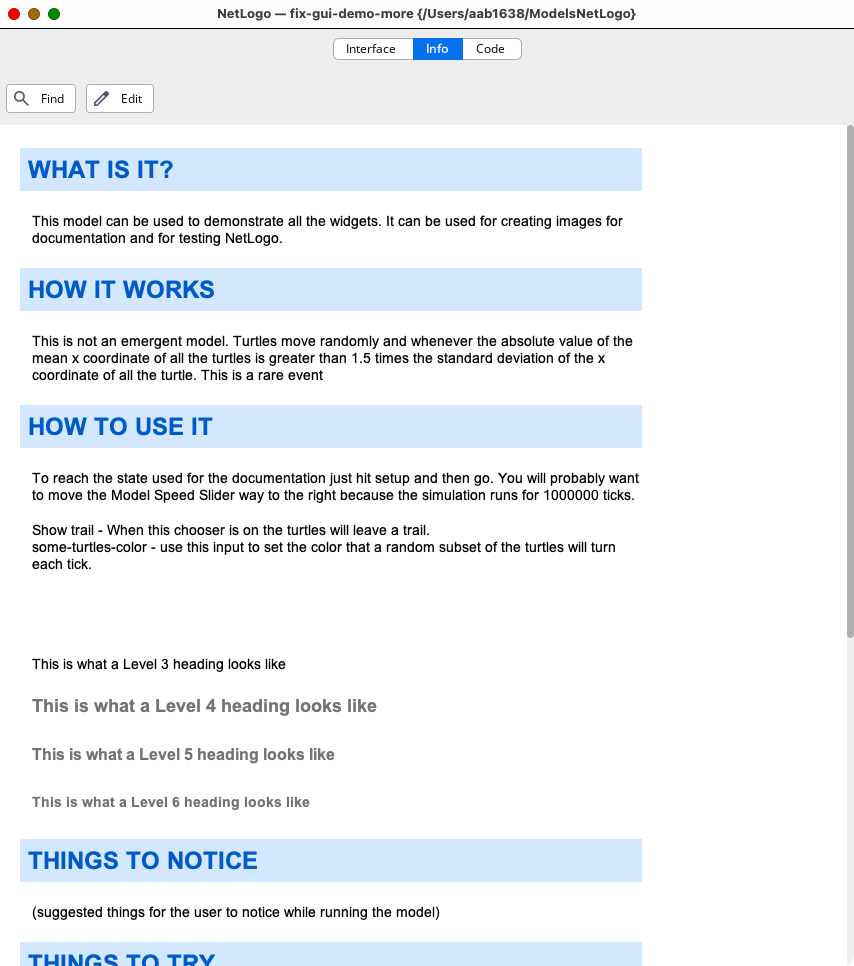 NetLogo — fix-gui-demo-more {/Users/aab1638/ModelsNetLogo}
Interface Info Code
Find Edit
WHAT IS IT?
This model can be used to demonstrate all the widgets. It can be used for creating images for
documentation and for testing NetLogo.
HOW IT WORKS
This is not an emergent model. Turtles move randomly and whenever the absolute value of the
mean x coordinate of all the turtles is greater than 1.5 times the standard deviation of the x
coordinate of all the turtle. This is a rare event
HOW TO USE IT
To reach the state used for the documentation just hit setup and then go. You will probably want
to move the Model Speed Slider way to the right because the simulation runs for 1000000 ticks.
Show trail - When this chooser is on the turtles will leave a trail.
some-turtles-color - use this input to set the color that a random subset of the turtles will turn
each tick.
This is what a Level 3 heading looks like
This is what a Level 4 heading looks like
This is what a Level 5 heading looks like
This is what a Level 6 heading looks like
THINGS TO NOTICE
(suggested things for the user to notice while running the model)
THINGS TO TRY